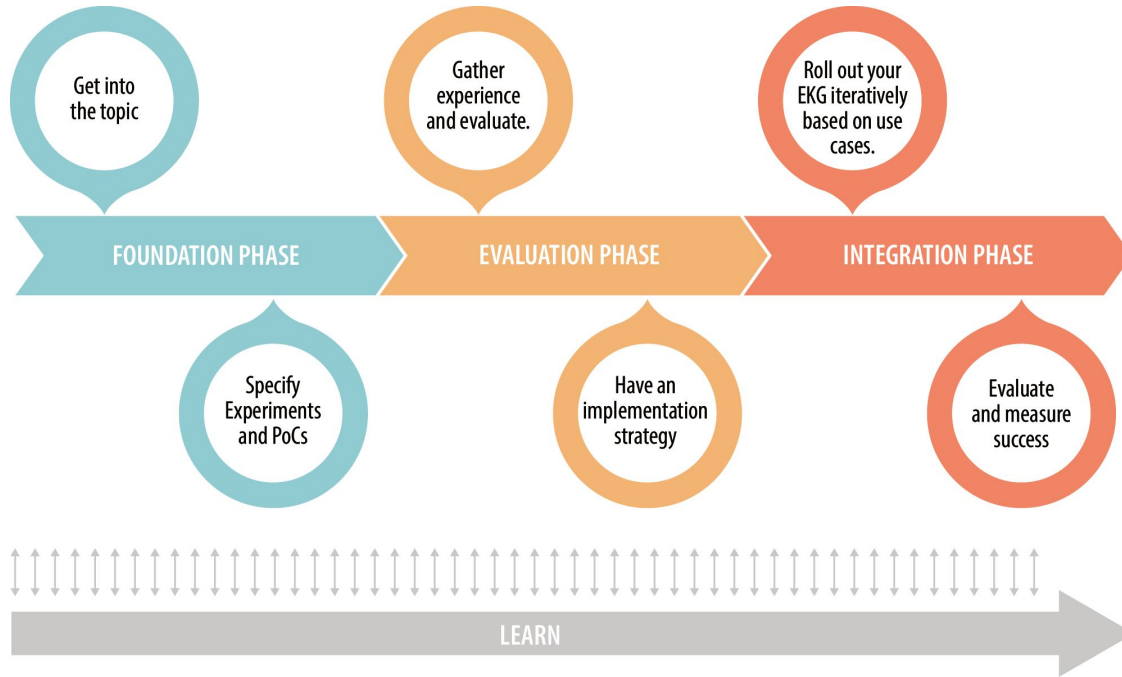 Get into
the topic
Gather
experience
and evaluate.
Roll out your
EKG iteratively
based on use
cases.
FOUNDATION PHASE
EVALUATION PHASE
INTEGRATION PHASE
Specify
Experiments
and PoCs
Have an
implementation
strategy
Evaluate
and measure
success
LEARN